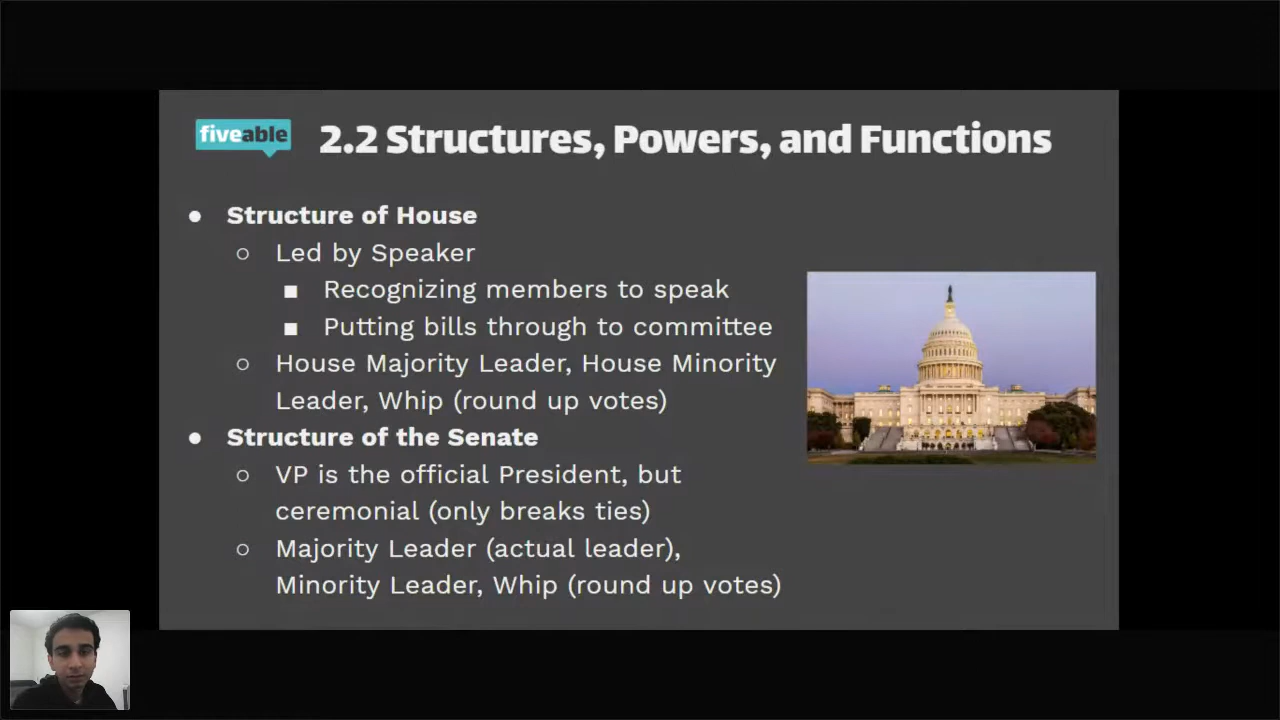 fiveable
2.2 Structures, Powers, and Functions
● Structure of House
○ Led by Speaker
■ Recognizing members to speak
■ Putting bills through to committee
○ House Majority Leader, House Minority
Leader, Whip (round up votes)
● Structure of the Senate
○ VP is the official President, but
ceremonial (only breaks ties)
○ Majority Leader (actual leader),
Minority Leader, Whip (round up votes)